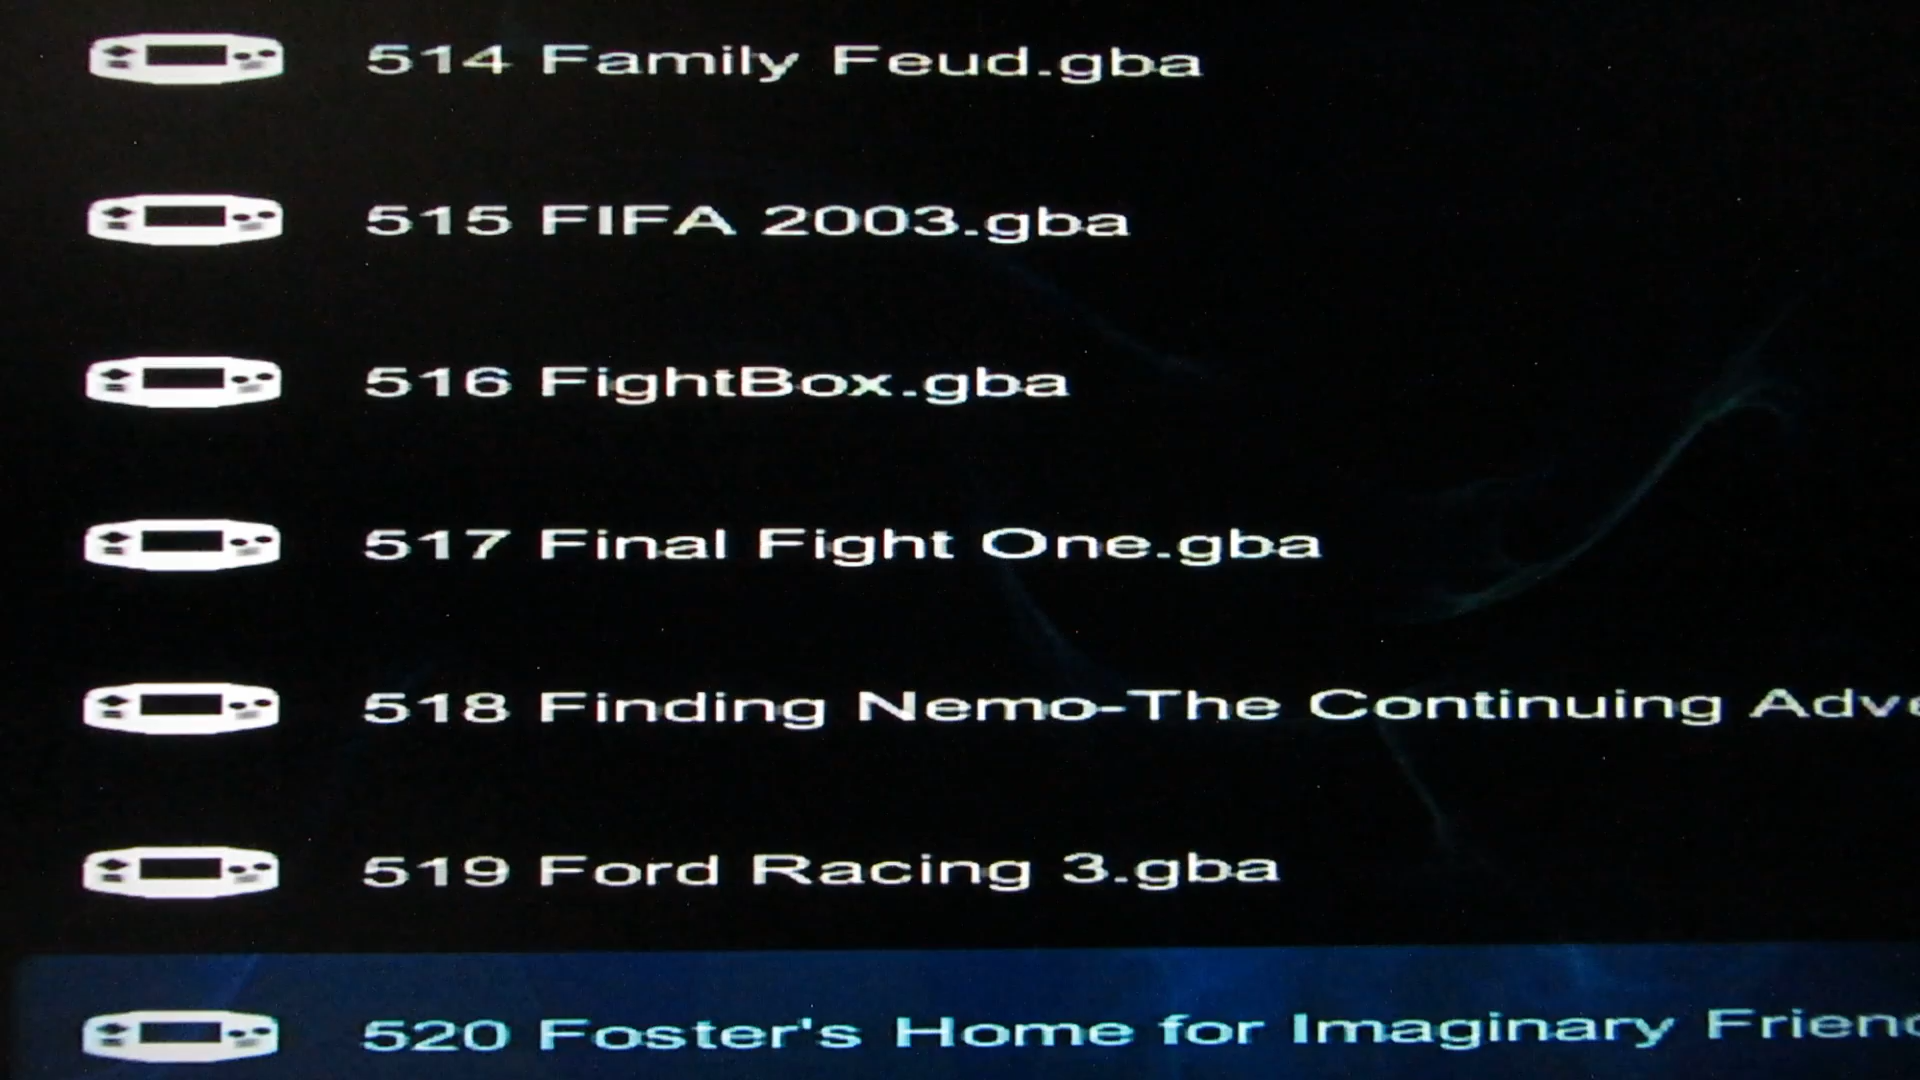 514 Family Feud.gba
515 FIFA 2003.gba
516 FightBox.gba
517 Final Fight One.gba
518 Finding Nemo-The Continuing
519 Ford Racing 3.gba
520 Foster's Home for Imaginary